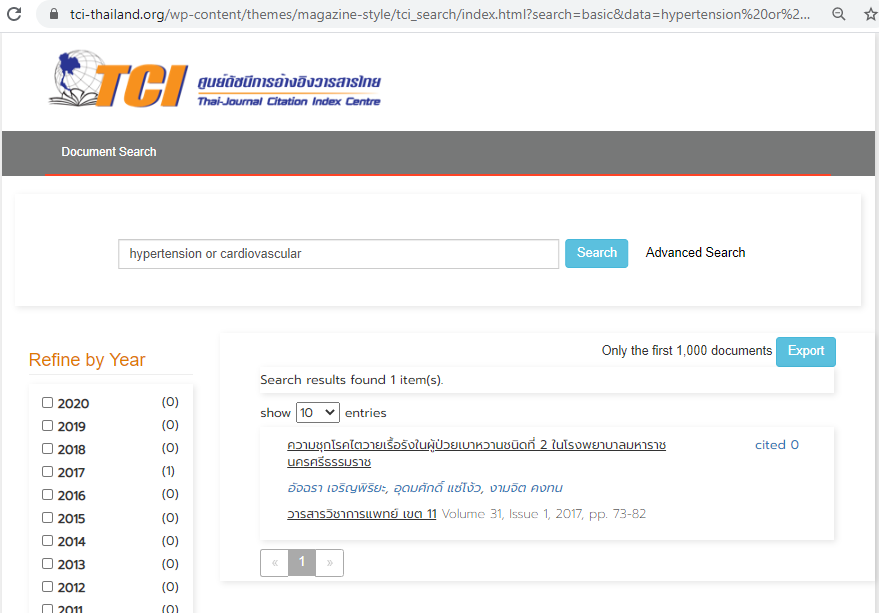 tci-thailand.org/wp-content/themes/magazine-style/tci_search/index.html?search=basic&data=hypertension%20or%2...
TCI
ศูนย์ดัชนีการอ้างอิงวารสารไทย
Thai-Journal Citation Index Centre
Document Search
hypertension or cardiovascular
Search
Advanced Search
Only the first 1,000 documents
Export
Refine by Year
Search results found 1 item(s).
show 10 entries
2020 (0)
2019 (0)
2018 (0)
2017 (1)
2016 (0)
2015 (0)
2014 (0)
2013 (0)
2012 (0)
2011 (0)
ความชุกโรคไตวายเรื้อรังในผู้ป่วยเบาหวานชนิดที่ 2 ในโรงพยาบาลมหาราช
นครศรีธรรมราช
cited 0
อัจฉรา เจริญพิริยะ, อุดมศักดิ์ แซ่โง้ว, งามจิต คงทน
วารสารวิชาการแพทย์ เขต 11 Volume 31, Issue 1, 2017, pp. 73-82
« 1 »